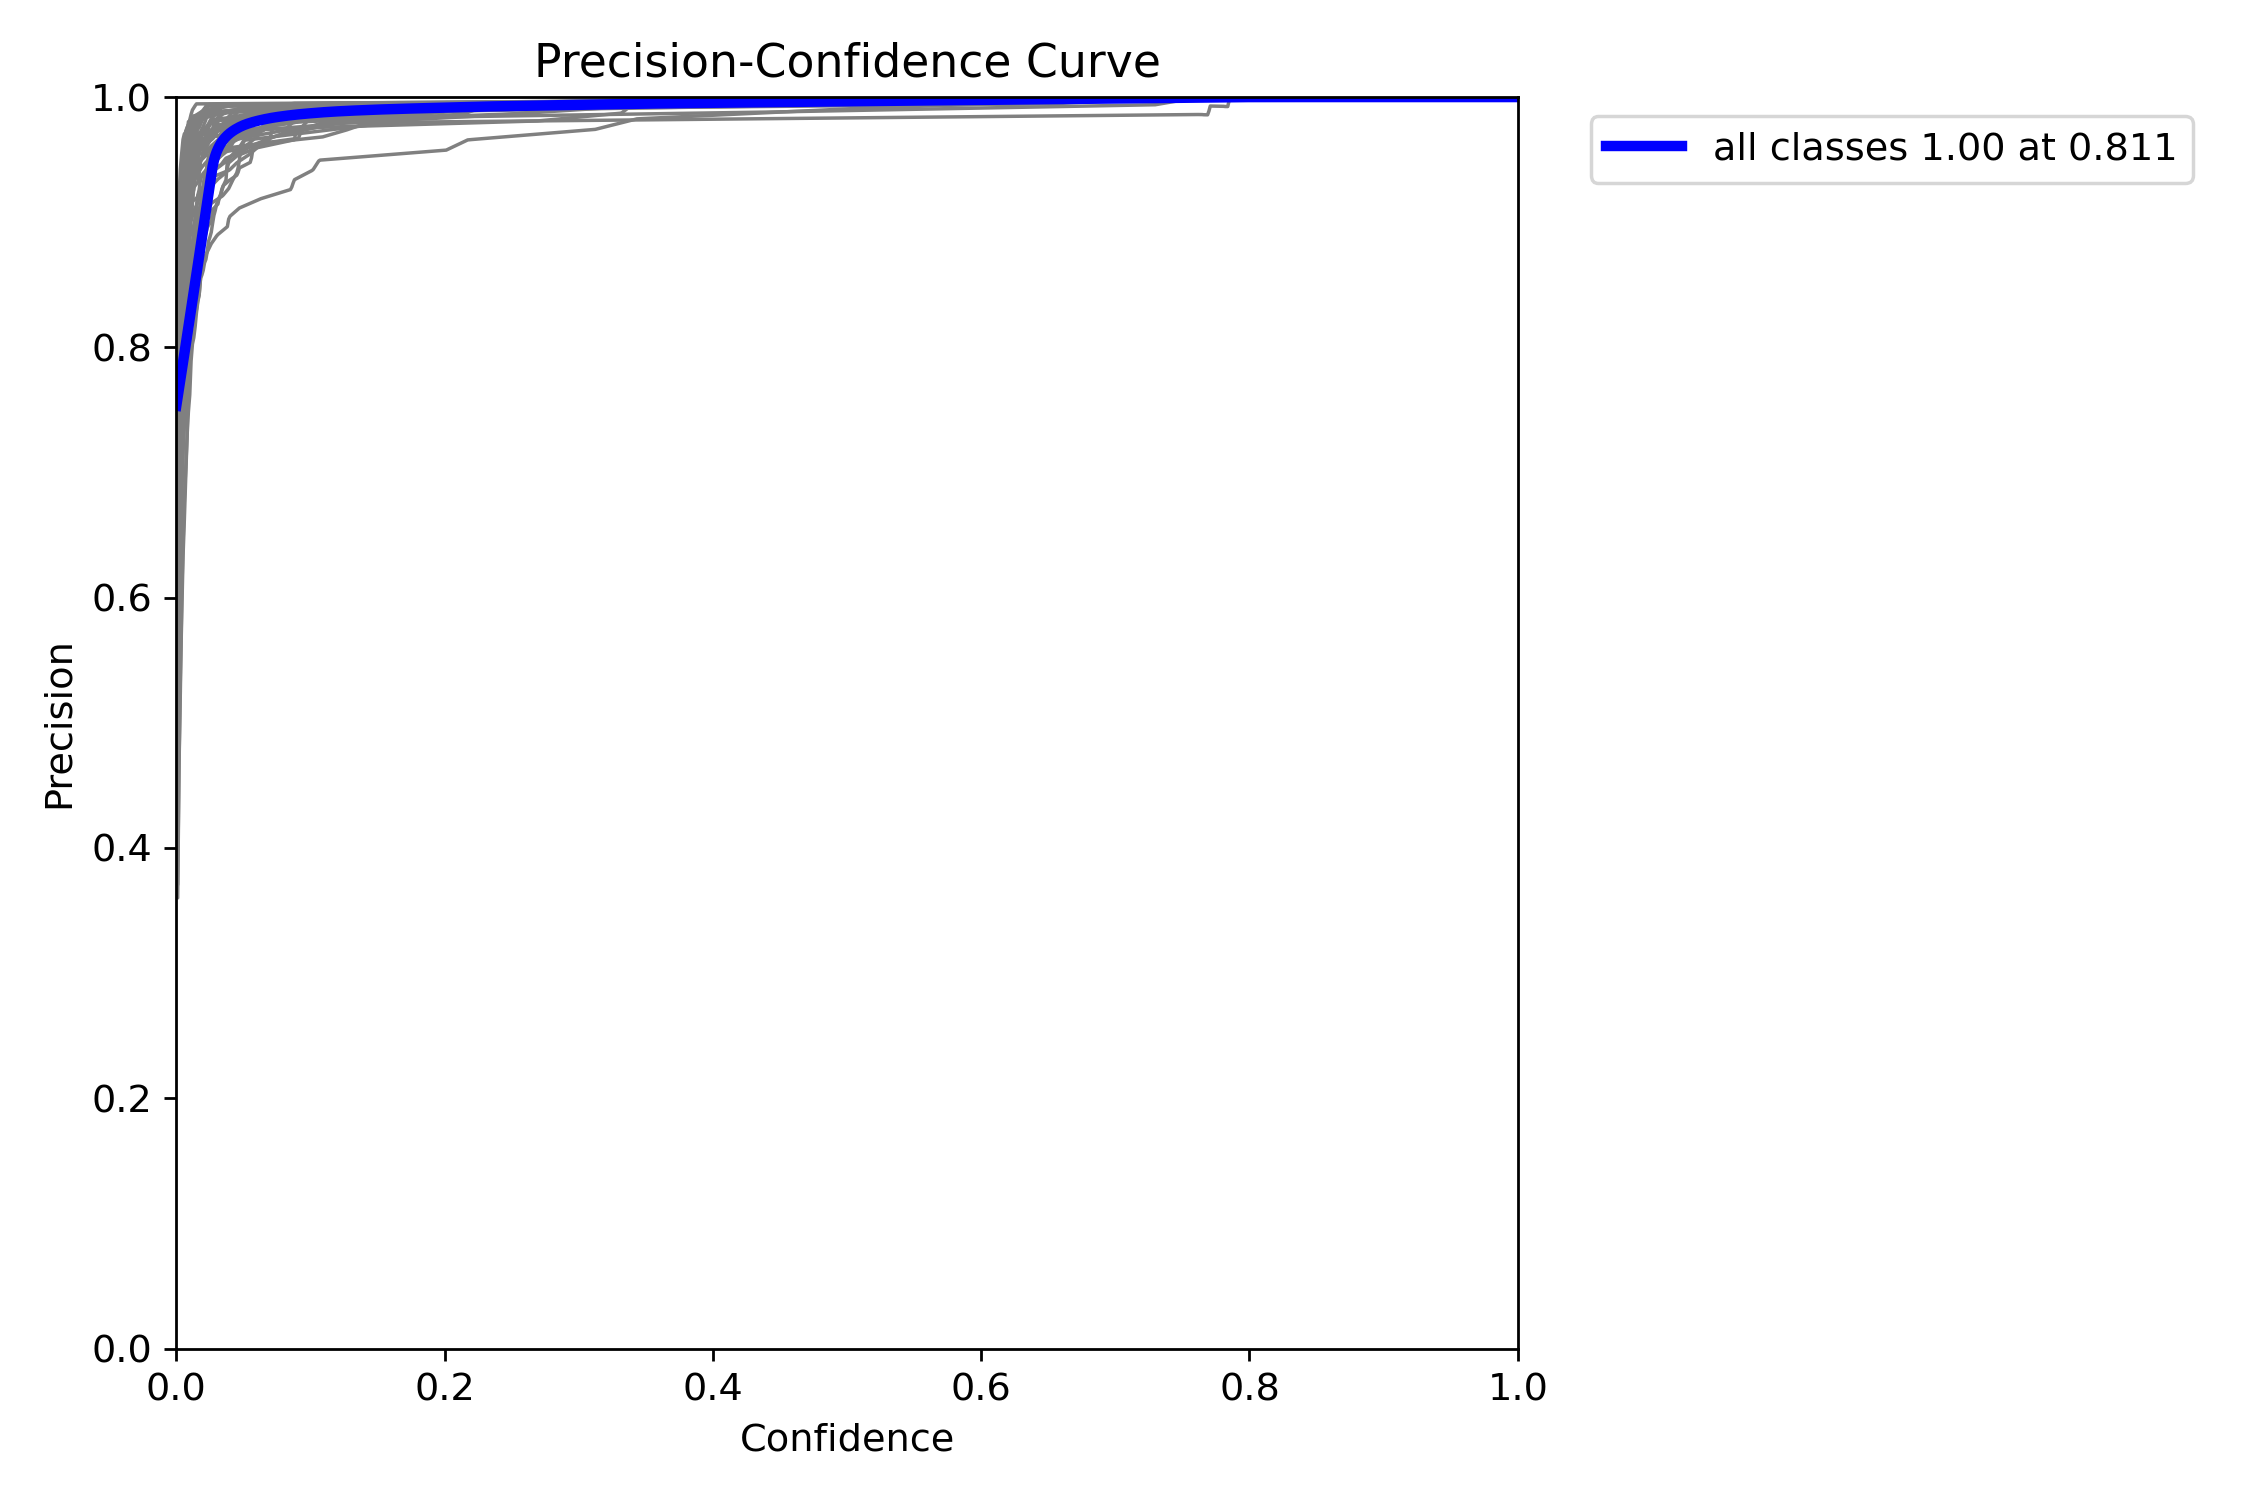 Precision-Confidence Curve
all classes 1.00 at 0.811
Precision
1.0
0.8
0.6
0.4
0.2
0.0
0.0 0.2 0.4 0.6 0.8 1.0
Confidence